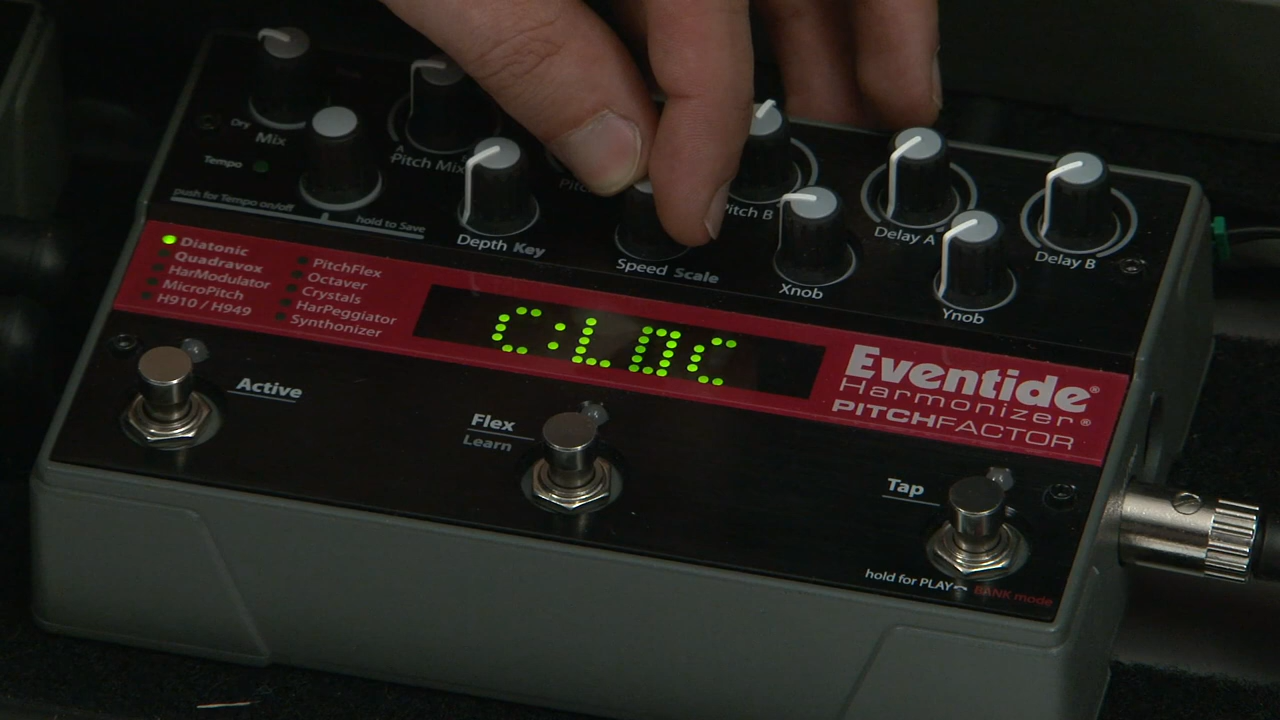 Dry
Mix
Pitch Mix
Pitch B
Delay A
Delay B
Tempo
push for Tempo on/off
hold to Save
Depth Key
Speed Scale
Xnob
Ynob
Diatonic
Quadravox
HarModulator
MicroPitch
H910 / H949
PitchFlex
Octaver
Crystals
HarPeggiator
Synthonizer
C:LOC
Eventide®
Harmonizer®
PITCHFACTOR
Active
Flex
Learn
Tap
hold for PLAY
BANK mode